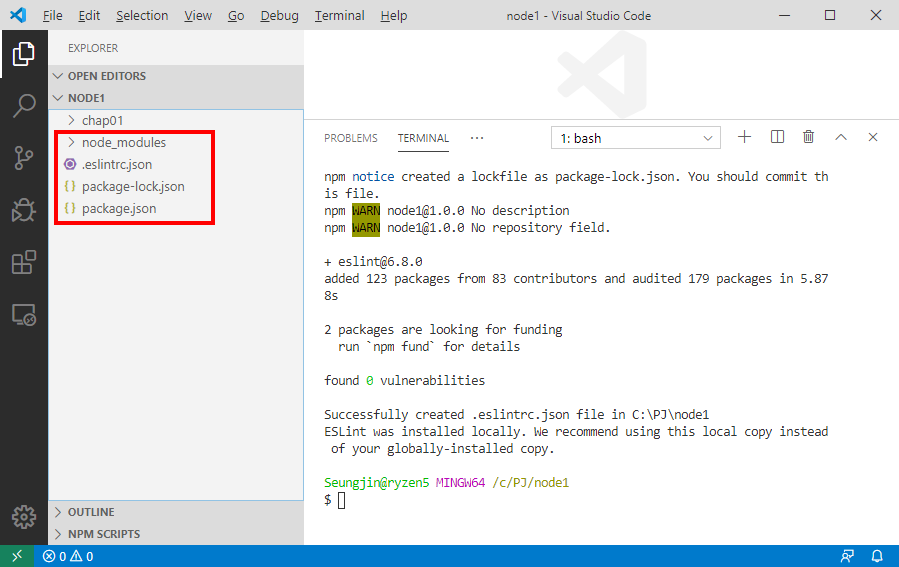 File Edit Selection View Go Debug Terminal Help node1 - Visual Studio Code
EXPLORER
OPEN EDITORS
NODE1
chap01
node_modules
.eslintrc.json
{} package-lock.json
{} package.json
OUTLINE
NPM SCRIPTS
PROBLEMS TERMINAL ··· 1: bash
npm notice created a lockfile as package-lock.json. You should commit th
is file.
npm WARN node1@1.0.0 No description
npm WARN node1@1.0.0 No repository field.
+ eslint@6.8.0
added 123 packages from 83 contributors and audited 179 packages in 5.87
8s
2 packages are looking for funding
run `npm fund` for details
found 0 vulnerabilities
Successfully created .eslintrc.json file in C:\PJ\node1
ESLint was installed locally. We recommend using this local copy instead
of your globally-installed copy.
Seungjin@ryzen5 MINGW64 /c/PJ/node1
$
0 0